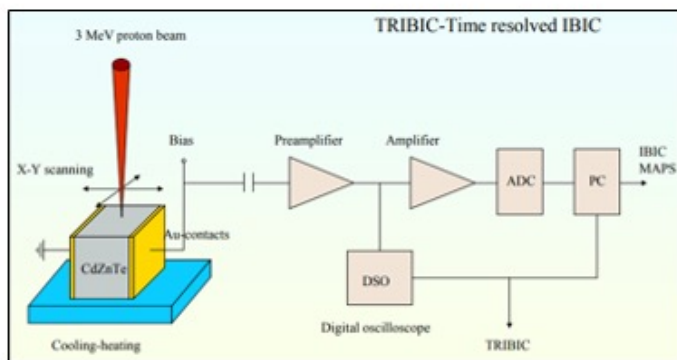 TRIBIC-Time resolved IBIC
3 MeV proton beam
Bias
Preamplifier
Amplifier
IBIC
MAPS
X-Y scanning
ADC
PC
Au-contacts
CdZnTe
DSO
Digital oscilloscope
Cooling-heating
TRIBIC